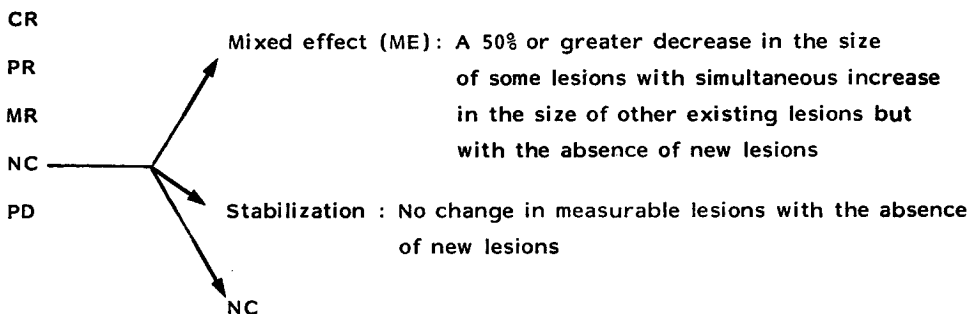 CR
PR
MR
NC
PD
Mixed effect (ME): A 50% or greater decrease in the size
of some lesions with simultaneous increase
in the size of other existing lesions but
with the absence of new lesions
Stabilization : No change in measurable lesions with the absence
of new lesions
NC